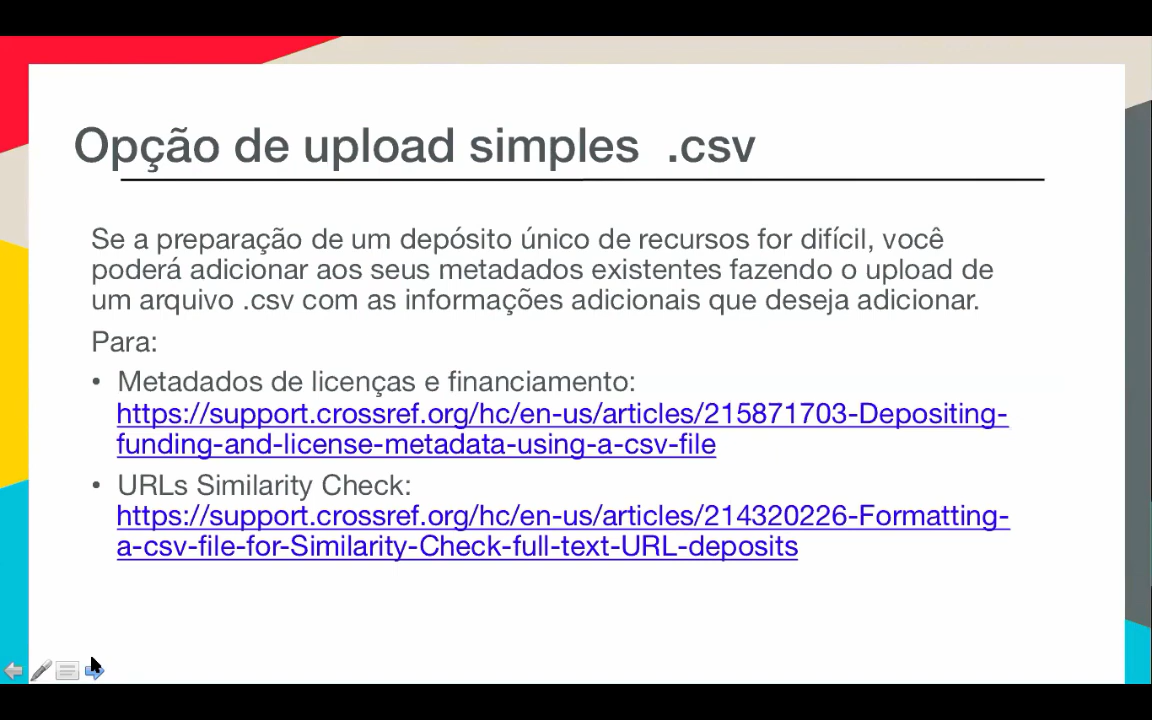 Opção de upload simples .csv
Se a preparação de um depósito único de recursos for difícil, você
poderá adicionar aos seus metadados existentes fazendo o upload de
um arquivo .csv com as informações adicionais que deseja adicionar.
Para:
• Metadados de licenças e financiamento:
https://support.crossref.org/hc/en-us/articles/215871703-Depositing-
funding-and-license-metadata-using-a-csv-file
• URLs Similarity Check:
https://support.crossref.org/hc/en-us/articles/214320226-Formatting-
a-csv-file-for-Similarity-Check-full-text-URL-deposits